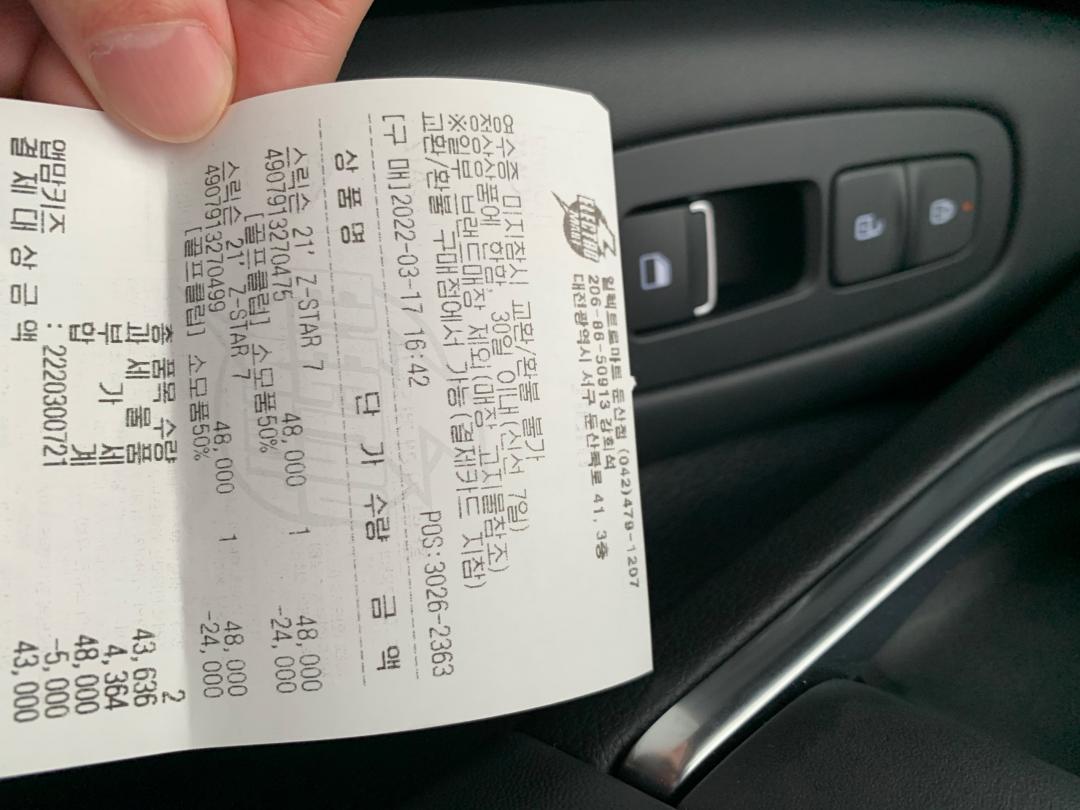 ELECTRO MART
일렉트로마트 둔산점 (042)479-1207
206-86-50913 강희석
대전광역시 서구 둔산북로 41, 3층
영수증 미지참시 교환/환불 불가
정상상품에 한함, 30일 이내(신선 7일)
※일부 브랜드매장 제외(매장 고지물참조)
교환/환불 구매점에서 가능(결제카드 지참)
[구 매]2022-03-17 16:42 POS:3026-2363
상 품 명 단 가 수량 금 액
스릭슨 21' Z-STAR 7 48,000 1 48,000
4907913270475
[골프클럽] 소모품50% -24,000
스릭슨 21' Z-STAR 7 48,000 1 48,000
4907913270499
[골프클럽] 소모품50% -24,000
총 품목 수량 2
과세 물품 43,636
부 가 세 4,364
합 계 48,000
앱맘키즈 : 2220300721 -5,000
결 제 대 상 금 액 43,000